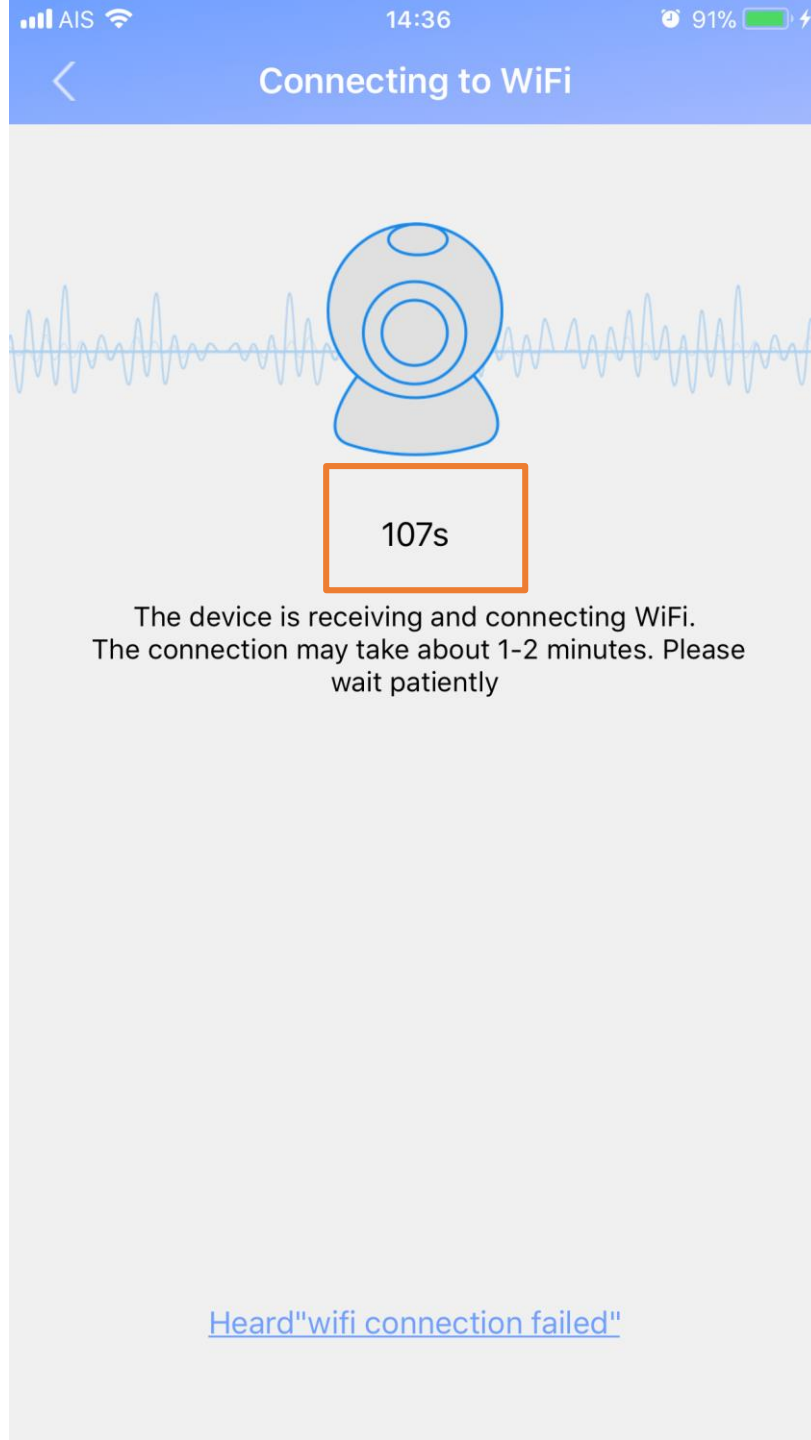 AIS 14:36 91%
Connecting to WiFi
107s
The device is receiving and connecting WiFi.
The connection may take about 1-2 minutes. Please
wait patiently
Heard"wifi connection failed"